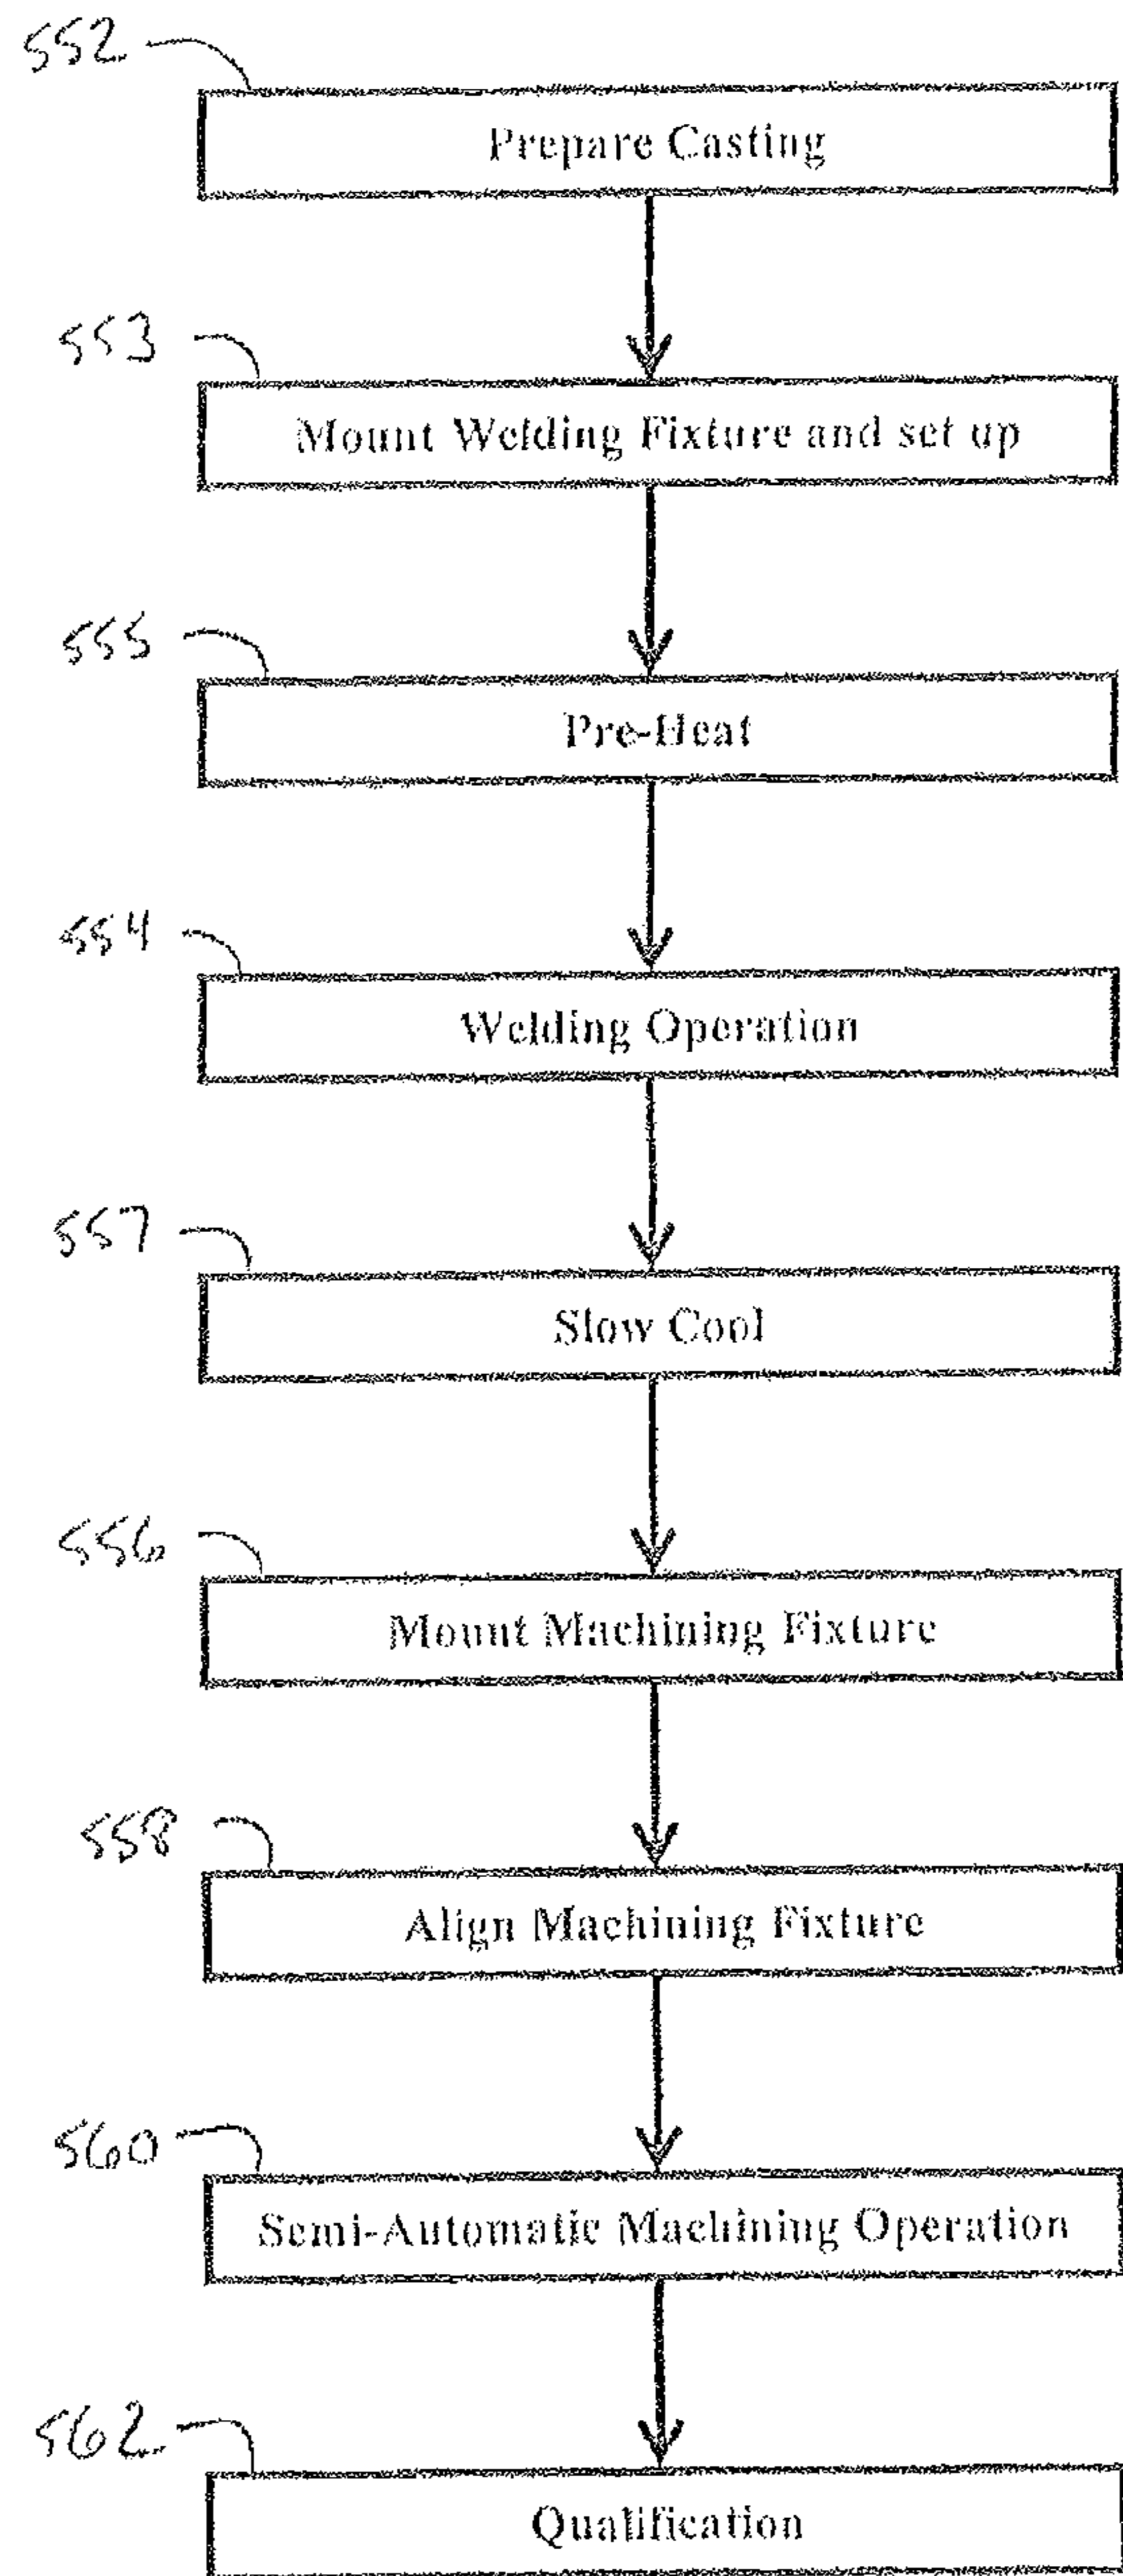 552
Prepare Casting
553
Mount Welding Fixture and set up
555
Pre-Heat
554
Welding Operation
557
Slow Cool
556
Mount Machining Fixture
558
Align Machining Fixture
560
Semi-Automatic Machining Operation
562
Qualification